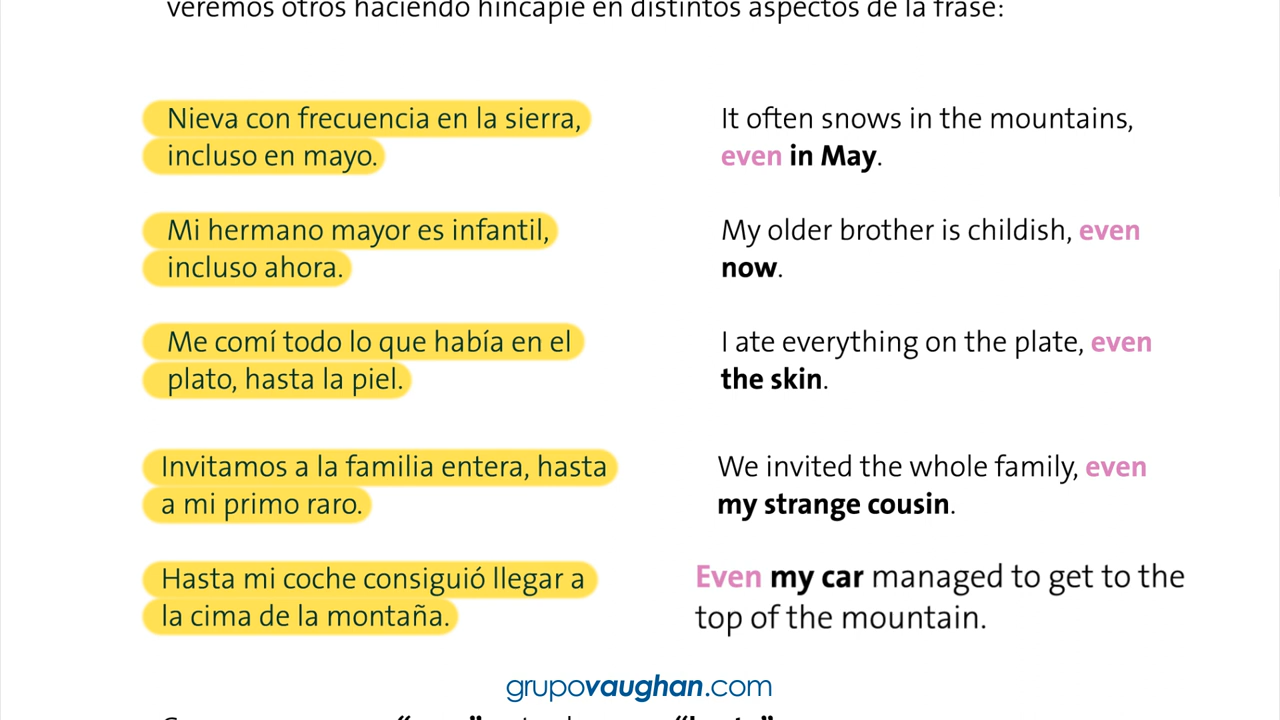 veremos otros haciendo hincapié en distintos aspectos de la frase:
Nieva con frecuencia en la sierra,
incluso en mayo.
It often snows in the mountains,
even in May.
Mi hermano mayor es infantil,
incluso ahora.
My older brother is childish, even
now.
Me comí todo lo que había en el
plato, hasta la piel.
I ate everything on the plate, even
the skin.
Invitamos a la familia entera, hasta
a mi primo raro.
We invited the whole family, even
my strange cousin.
Hasta mi coche consiguió llegar a
la cima de la montaña.
Even my car managed to get to the
top of the mountain.
grupovaughan.com